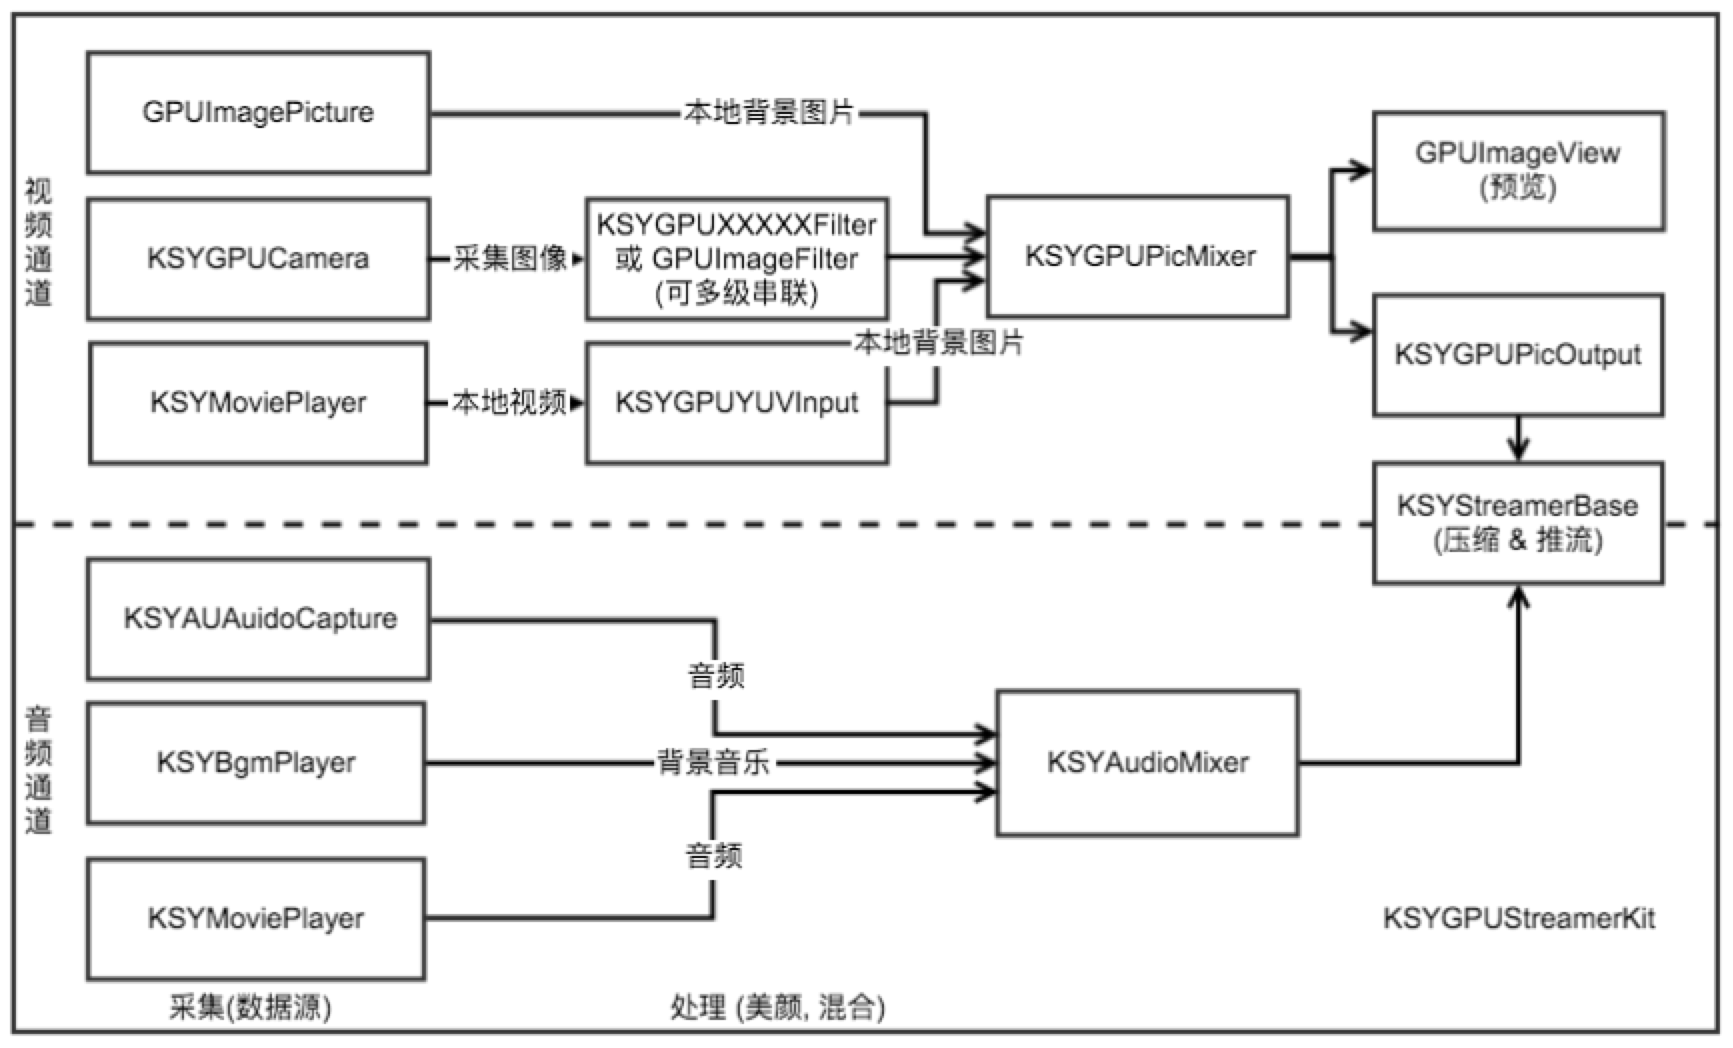 GPUImagePicture
本地背景图片
GPUImageView
(预览)
视
频
通
道
KSYGPUCamera
采集图像
KSYGPUXXXXXFilter
或 GPUImageFilter
(可多级串联)
KSYGPUPicMixer
本地背景图片
KSYGPUPicOutput
KSYMoviePlayer
本地视频
KSYGPUYUVInput
KSYStreamerBase
(压缩 & 推流)
KSYAUAuidoCapture
音频
音
频
通
道
KSYBgmPlayer
背景音乐
KSYAudioMixer
音频
KSYMoviePlayer
KSYGPUStreamerKit
采集(数据源)
处理 (美颜, 混合)